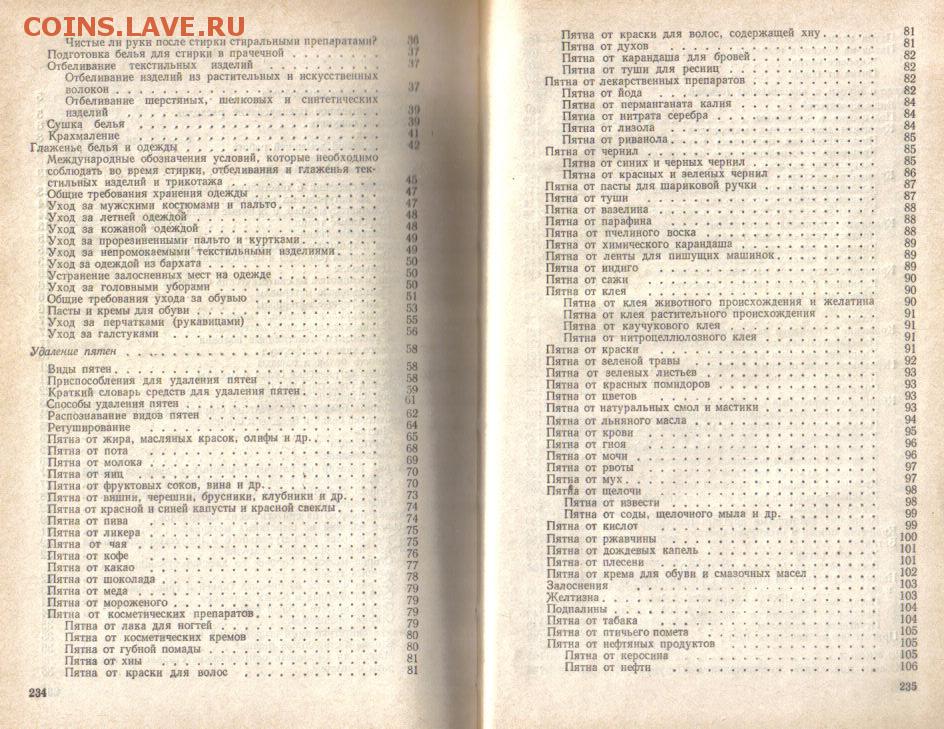 COINS.LAVE.RU
Чистые ли руки после стирки стиральными препаратами? 36
Подготовка белья для стирки в прачечной . . . . . . . 37
Отбеливание текстильных изделий . . . . . . . 37
Отбеливание изделий из растительных и искусственных
волокон . . . . . . . 37
Отбеливание шерстяных, шелковых и синтетических
изделий . . . . . . . 39
Сушка белья . . . . . . . 39
Крахмаление . . . . . . . 41
Глаженье белья и одежды . . . . . . . 42
Международные обозначения условий, которые необходимо
соблюдать во время стирки, отбеливания и глаженья тек-
стильных изделий и трикотажа . . . . . . . 45
Общие требования хранения одежды . . . . . . . 47
Уход за мужскими костюмами и пальто . . . . . . . 47
Уход за летней одеждой . . . . . . . 48
Уход за кожаной одеждой . . . . . . . 48
Уход за прорезиненными пальто и куртками . . . . . . . 49
Уход за непромокаемыми текстильными изделиями . . . . . . . 49
Уход за одеждой из бархата . . . . . . . 50
Устранение залосненных мест на одежде . . . . . . . 50
Уход за головными уборами . . . . . . . 50
Общие требования ухода за обувью . . . . . . . 51
Пасты и кремы для обуви . . . . . . . 53
Уход за перчатками (рукавицами) . . . . . . . 55
Уход за галстуками . . . . . . . 56
Удаление пятен . . . . . . . 58
Виды пятен . . . . . . . 58
Приспособления для удаления пятен . . . . . . . 58
Краткий словарь средств для удаления пятен . . . . . . . 59
Способы удаления пятен . . . . . . . 61
Распознавание видов пятен . . . . . . . 62
Ретуширование . . . . . . . 64
Пятна от жира, масляных красок, олифы и др. . . . . . . . 65
Пятна от пота . . . . . . . 68
Пятна от молока . . . . . . . 69
Пятна от яиц . . . . . . . 70
Пятна от фруктовых соков, вина и др. . . . . . . . 70
Пятна от вишни, черешни, брусники, клубники и др. . . . . . . . 73
Пятна от красной и синей капусты и красной свеклы . . . . . . . 74
Пятна от пива . . . . . . . 74
Пятна от ликера . . . . . . . 75
Пятна от чая . . . . . . . 75
Пятна от кофе . . . . . . . 76
Пятна от какао . . . . . . . 77
Пятна от шоколада . . . . . . . 78
Пятна от меда . . . . . . . 79
Пятна от мороженого . . . . . . . 79
Пятна от косметических препаратов . . . . . . . 79
Пятна от лака для ногтей . . . . . . . 79
Пятна от косметических кремов . . . . . . . 80
Пятна от губной помады . . . . . . . 80
Пятна от хны . . . . . . . 81
Пятна от краски для волос . . . . . . . 81
234
Пятна от краски для волос, содержащей хну . . . . . . . 81
Пятна от духов . . . . . . . 81
Пятна от карандаша для бровей . . . . . . . 82
Пятна от туши для ресниц . . . . . . . 82
Пятна от лекарственных препаратов . . . . . . . 82
Пятна от йода . . . . . . . 82
Пятна от перманганата калия . . . . . . . 84
Пятна от нитрата серебра . . . . . . . 84
Пятна от лизола . . . . . . . 84
Пятна от риванола . . . . . . . 85
Пятна от чернил . . . . . . . 85
Пятна от синих и черных чернил . . . . . . . 85
Пятна от красных и зеленых чернил . . . . . . . 86
Пятна от пасты для шариковой ручки . . . . . . . 87
Пятна от туши . . . . . . . 87
Пятна от вазелина . . . . . . . 88
Пятна от парафина . . . . . . . 88
Пятна от пчелиного воска . . . . . . . 88
Пятна от химического карандаша . . . . . . . 89
Пятна от ленты для пишущих машинок . . . . . . . 89
Пятна от индиго . . . . . . . 89
Пятна от сажи . . . . . . . 90
Пятна от клея . . . . . . . 90
Пятна от клея животного происхождения и желатина 90
Пятна от клея растительного происхождения . . . . . . . 91
Пятна от каучукового клея . . . . . . . 91
Пятна от нитроцеллюлозного клея . . . . . . . 91
Пятна от краски . . . . . . . 91
Пятна от зеленой травы . . . . . . . 92
Пятна от зеленых листьев . . . . . . . 93
Пятна от красных помидоров . . . . . . . 93
Пятна от цветов . . . . . . . 93
Пятна от натуральных смол и мастики . . . . . . . 93
Пятна от льняного масла . . . . . . . 94
Пятна от крови . . . . . . . 95
Пятна от гноя . . . . . . . 96
Пятна от мочи . . . . . . . 96
Пятна от рвоты . . . . . . . 97
Пятна от мух . . . . . . . 97
Пятна от щелочи . . . . . . . 98
Пятна от извести . . . . . . . 98
Пятна от соды, щелочного мыла и др. . . . . . . . 99
Пятна от кислот . . . . . . . 99
Пятна от ржавчины . . . . . . . 100
Пятна от дождевых капель . . . . . . . 101
Пятна от плесени . . . . . . . 101
Пятна от крема для обуви и смазочных масел . . . . . . . 102
Залоснения . . . . . . . 103
Желтизна . . . . . . . 103
Подпалины . . . . . . . 104
Пятна от табака . . . . . . . 104
Пятна от птичьего помета . . . . . . . 105
Пятна от нефтяных продуктов . . . . . . . 105
Пятна от керосина . . . . . . . 105
Пятна от нефти . . . . . . . 106
235